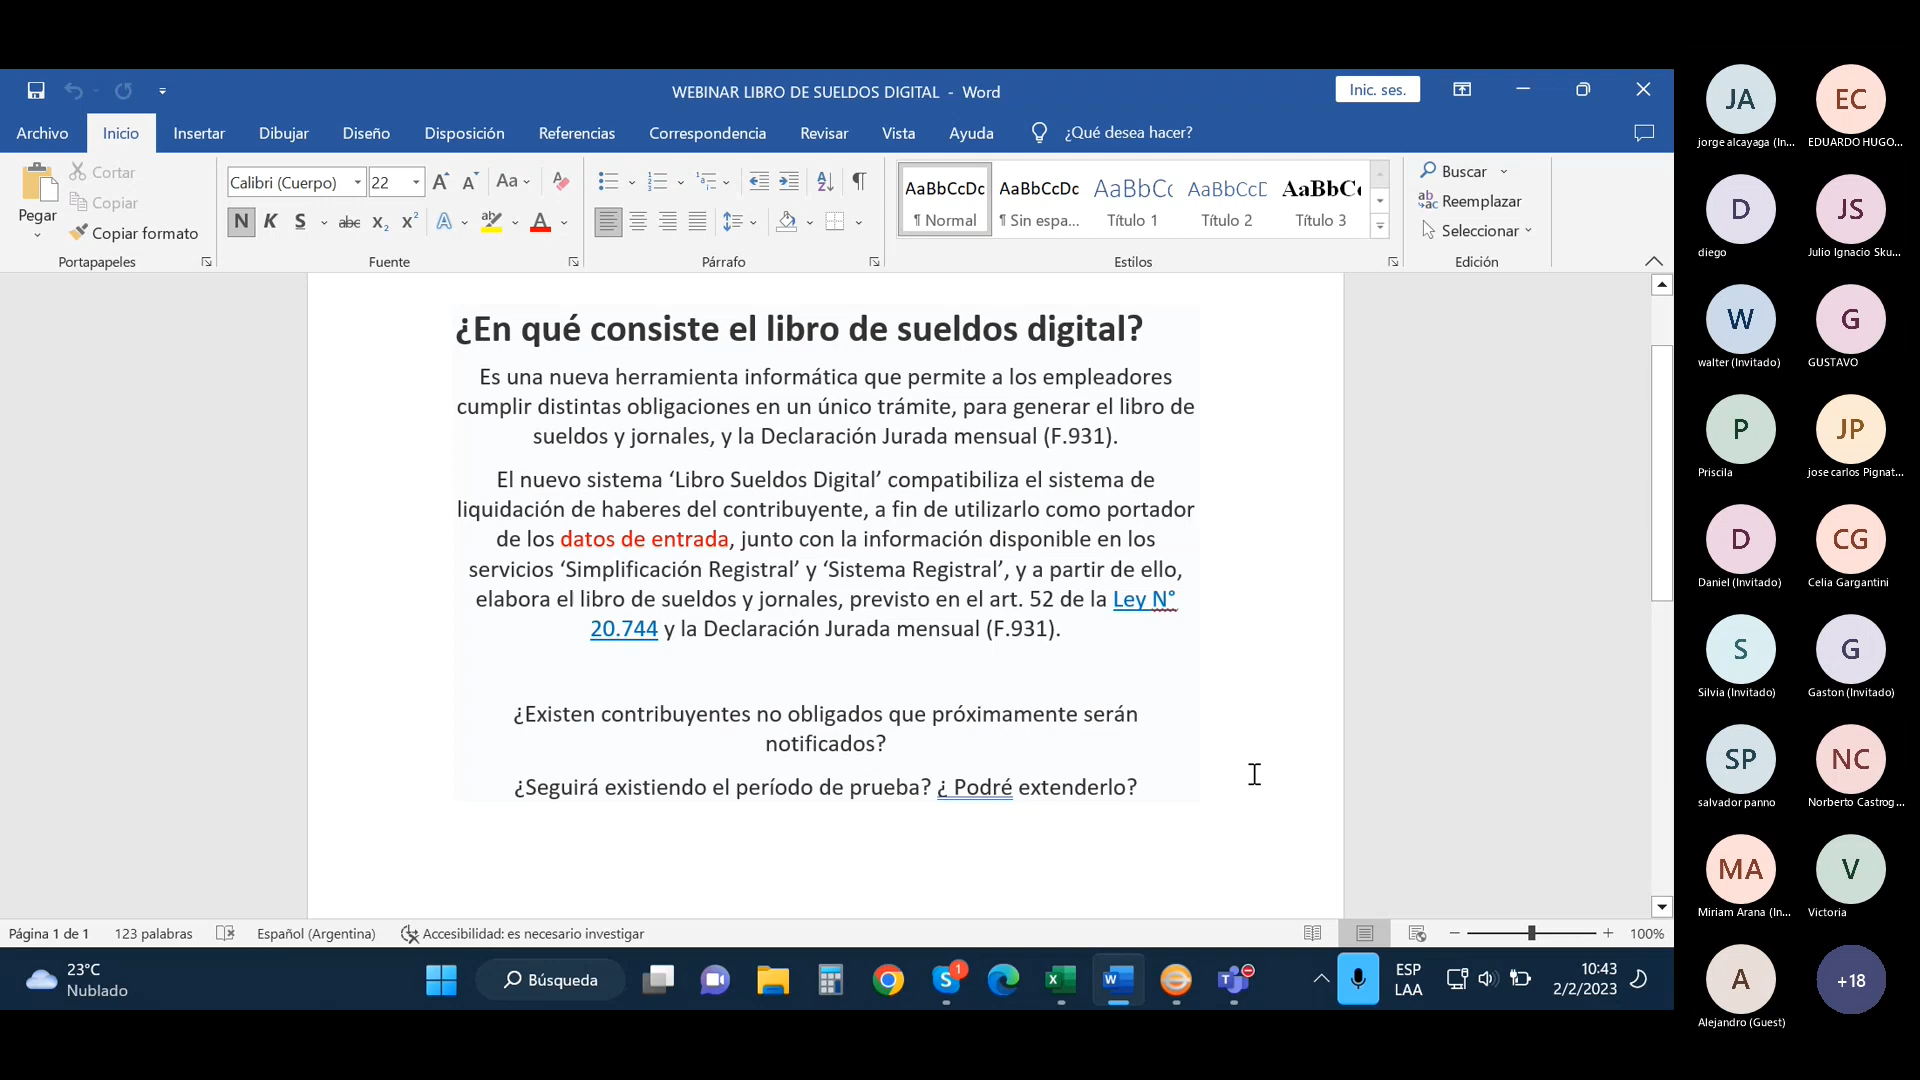 WEBINAR LIBRO DE SUELDOS DIGITAL - Word
Inic. ses.
Archivo Inicio Insertar Dibujar Diseño Disposición Referencias Correspondencia Revisar Vista Ayuda ¿Qué desea hacer?
Pegar
Cortar
Copiar
Copiar formato
Portapapeles
Calibri (Cuerpo) 22
Fuente
Párrafo
AaBbCcDc AaBbCcDc AaBbCc AaBbCcD AaBbC
¶ Normal ¶ Sin espa... Título 1 Título 2 Título 3
Estilos
Buscar
Reemplazar
Seleccionar
Edición
¿En qué consiste el libro de sueldos digital?
Es una nueva herramienta informática que permite a los empleadores
cumplir distintas obligaciones en un único trámite, para generar el libro de
sueldos y jornales, y la Declaración Jurada mensual (F.931).
El nuevo sistema ‘Libro Sueldos Digital’ compatibiliza el sistema de
liquidación de haberes del contribuyente, a fin de utilizarlo como portador
de los datos de entrada, junto con la información disponible en los
servicios ‘Simplificación Registral’ y ‘Sistema Registral’, y a partir de ello,
elabora el libro de sueldos y jornales, previsto en el art. 52 de la Ley N°
20.744 y la Declaración Jurada mensual (F.931).
¿Existen contribuyentes no obligados que próximamente serán
notificados?
¿Seguirá existiendo el período de prueba? ¿ Podré extenderlo?
Página 1 de 1 123 palabras Español (Argentina) Accesibilidad: es necesario investigar 100%
23°C
Nublado
Búsqueda
1
ESP
LAA
10:43
2/2/2023
JA
jorge alcayaga (In...
EC
EDUARDO HUGO...
D
diego
JS
Julio Ignacio Sku...
W
walter (Invitado)
G
GUSTAVO
P
Priscila
JP
jose carlos Pignat...
D
Daniel (Invitado)
CG
Celia Gargantini
S
Silvia (Invitado)
G
Gaston (Invitado)
SP
salvador panno
NC
Norberto Castrog...
MA
Miriam Arana (In...
V
Victoria
A
Alejandro (Guest)
+18